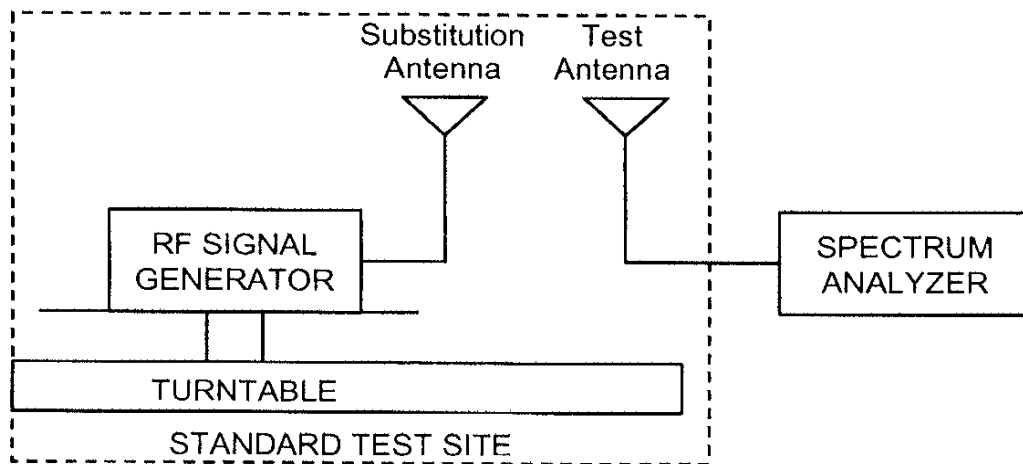 Substitution
Antenna
Test
Antenna
RF SIGNAL
GENERATOR
SPECTRUM
ANALYZER
TURNTABLE
STANDARD TEST SITE